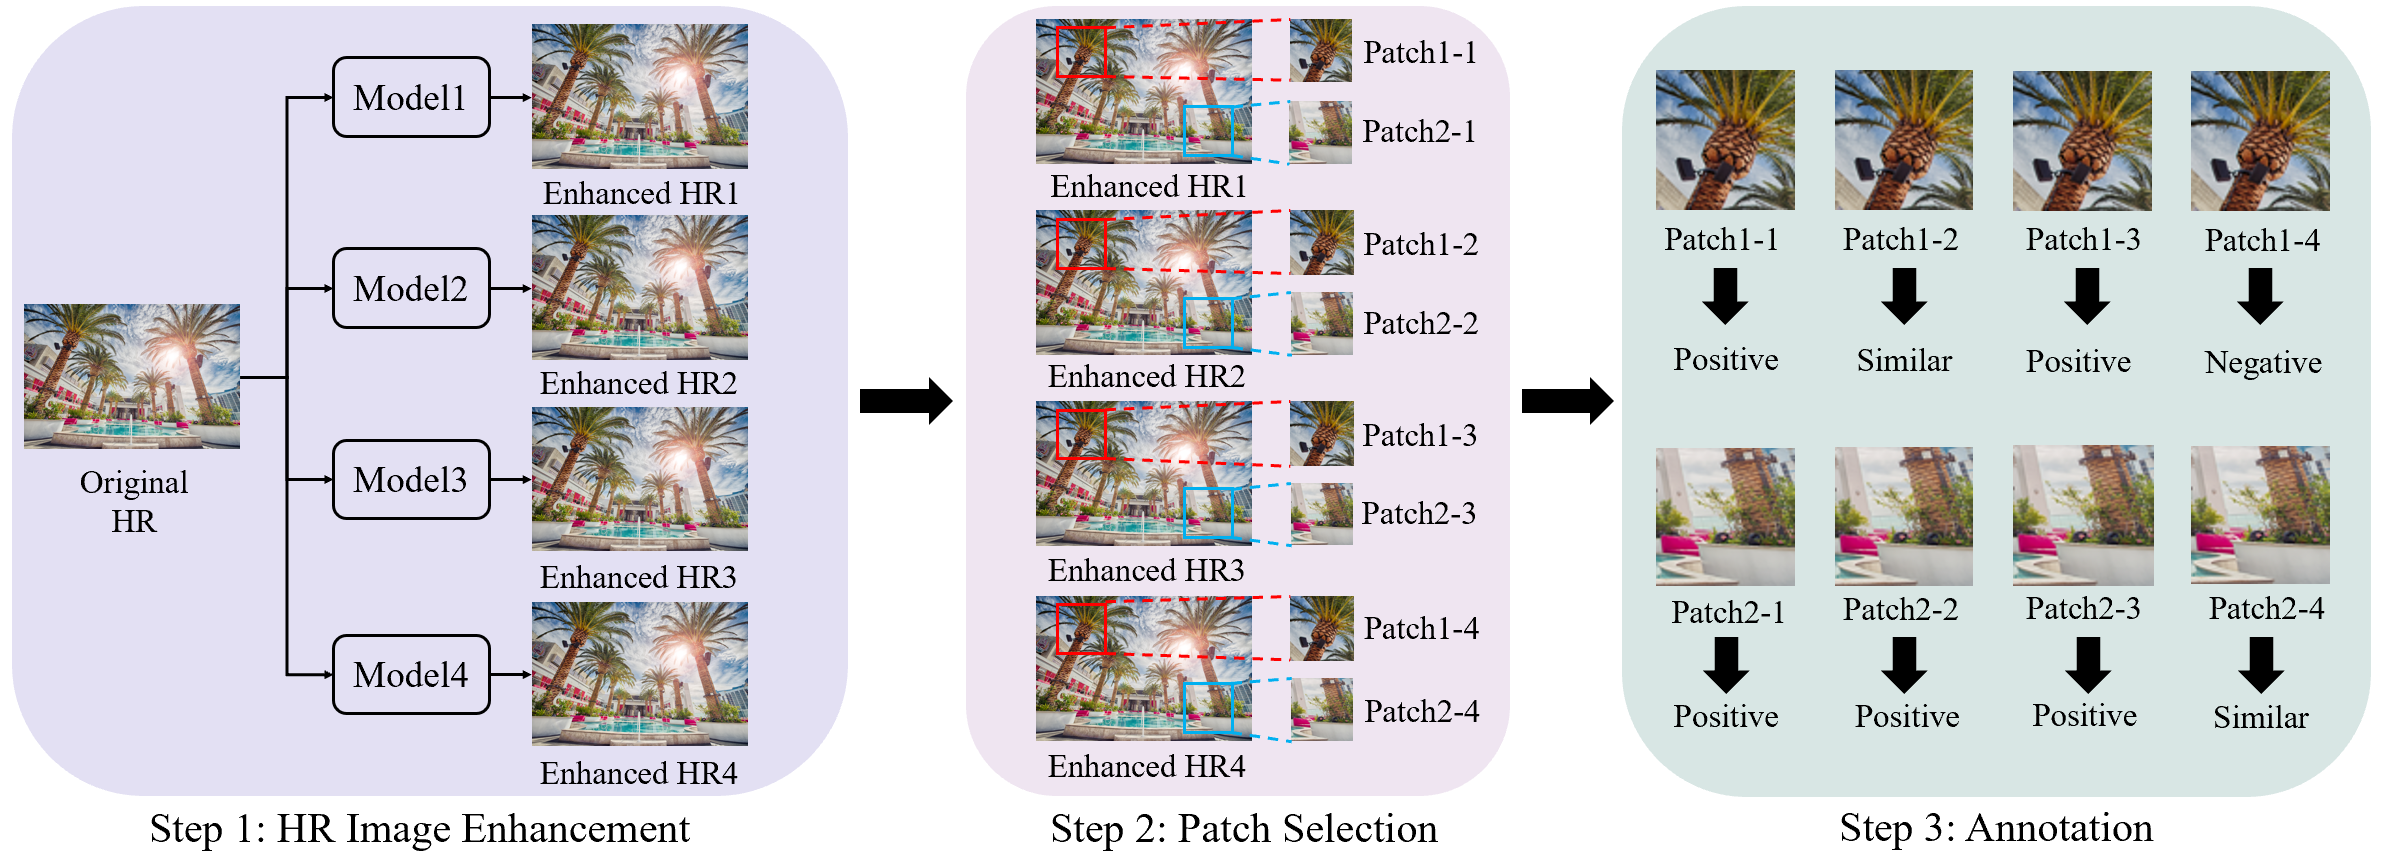 Model1
Enhanced HR1
Model2
Enhanced HR2
Original
HR
Model3
Enhanced HR3
Model4
Enhanced HR4
Step 1: HR Image Enhancement
Patch1-1
Patch2-1
Enhanced HR1
Patch1-2
Patch2-2
Enhanced HR2
Patch1-3
Patch2-3
Enhanced HR3
Patch1-4
Patch2-4
Enhanced HR4
Step 2: Patch Selection
Patch1-1 Patch1-2 Patch1-3 Patch1-4
Positive Similar Positive Negative
Patch2-1 Patch2-2 Patch2-3 Patch2-4
Positive Positive Positive Similar
Step 3: Annotation